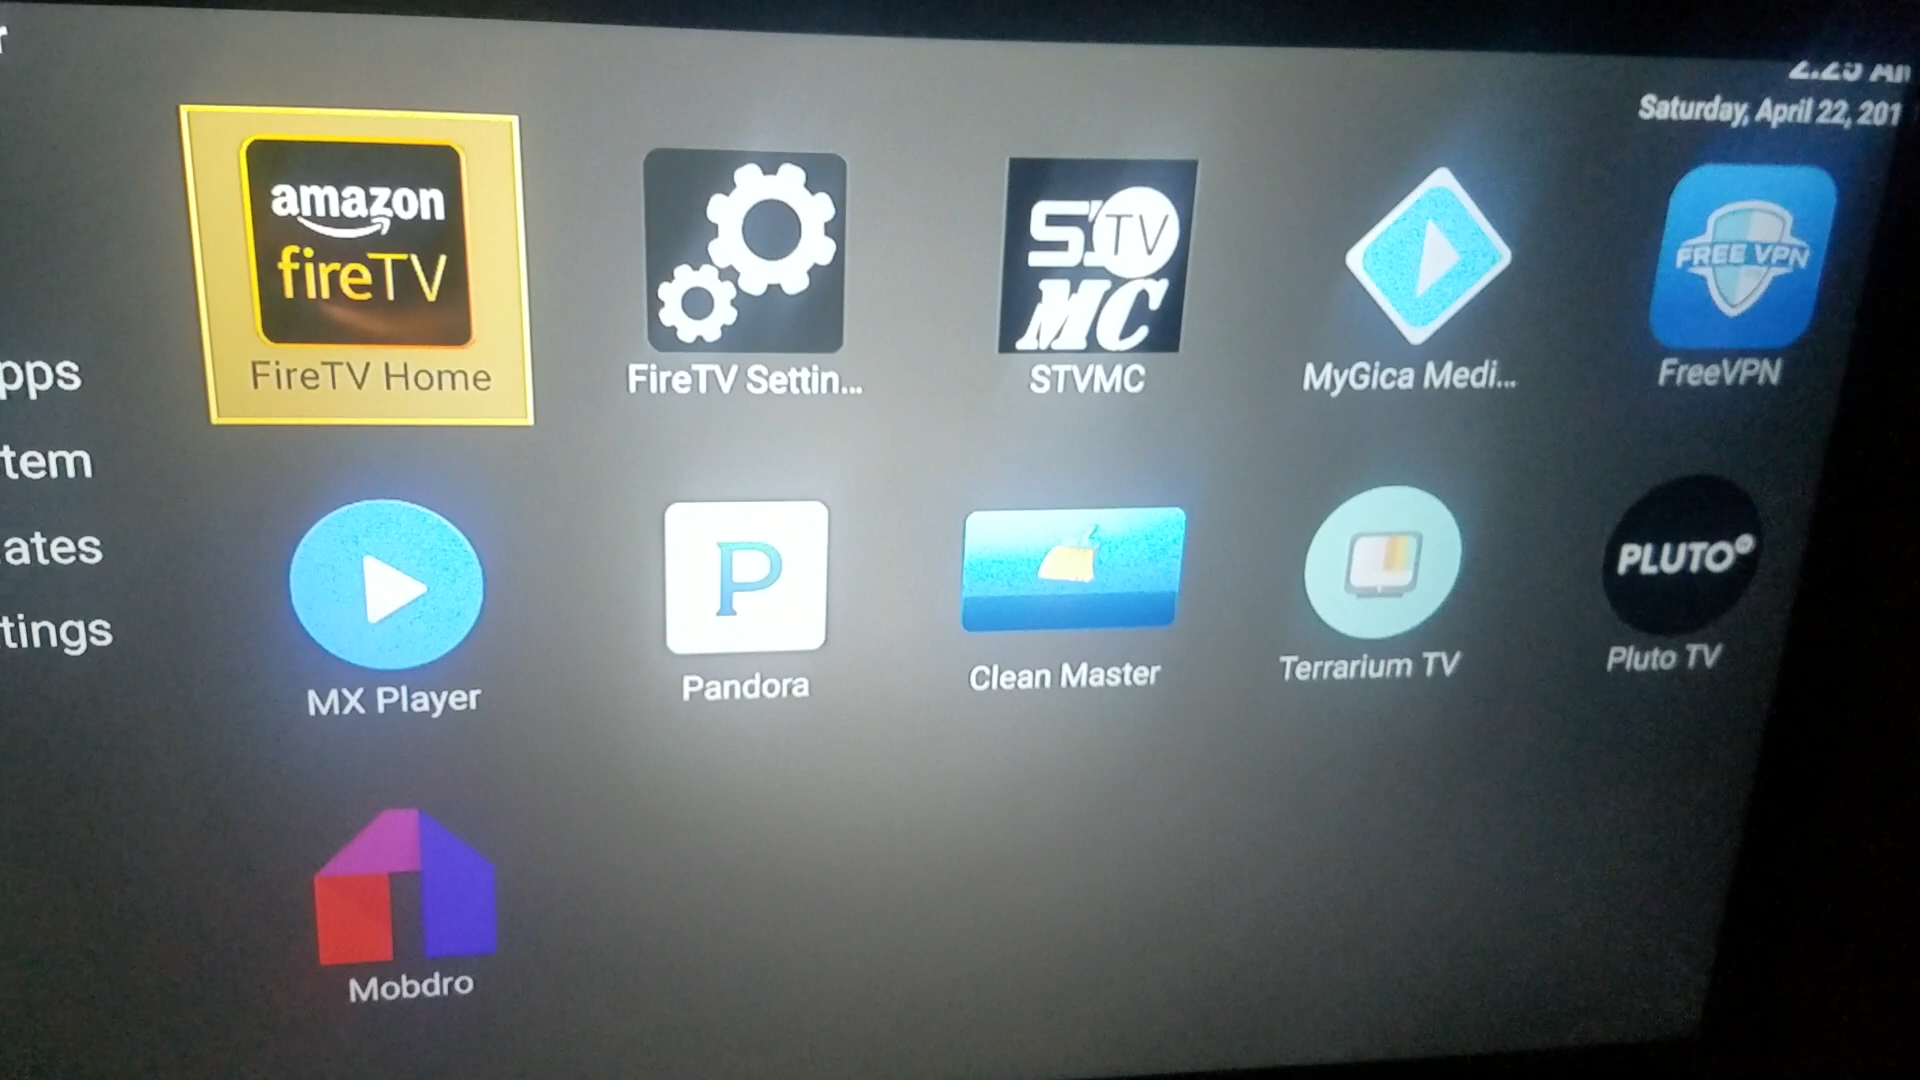 Saturday, April 22, 201
amazon
fireTV
FireTV Home
FireTV Settin...
STV
MC
STVMC
MyGica Medi...
FREE VPN
FreeVPN
pps
tem
ates
tings
MX Player
P
Pandora
Clean Master
Terrarium TV
PLUTO tv
Pluto TV
Mobdro